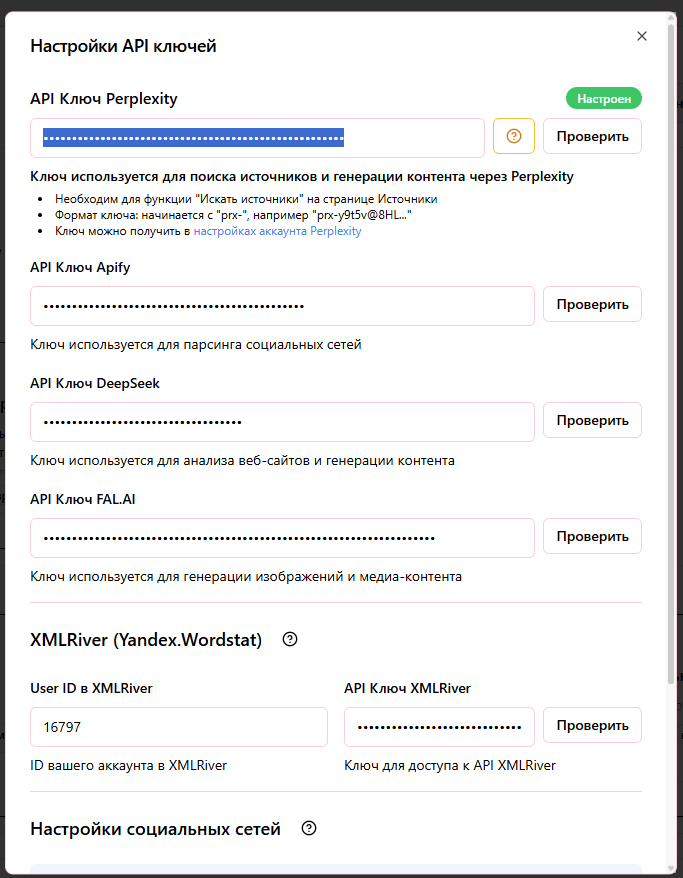 Настройки API ключей
API Ключ Perplexity
Настроен
Проверить
Ключ используется для поиска источников и генерации контента через Perplexity
Необходим для функции "Искать источники" на странице Источники
Формат ключа: начинается с "prx-", например "prx-y9t5v@8HL..."
Ключ можно получить в настройках аккаунта Perplexity
API Ключ Apify
Проверить
Ключ используется для парсинга социальных сетей
API Ключ DeepSeek
Проверить
Ключ используется для анализа веб-сайтов и генерации контента
API Ключ FAL.AI
Проверить
Ключ используется для генерации изображений и медиа-контента
XMLRiver (Yandex.Wordstat)
User ID в XMLRiver
API Ключ XMLRiver
16797
Проверить
ID вашего аккаунта в XMLRiver
Ключ для доступа к API XMLRiver
Настройки социальных сетей